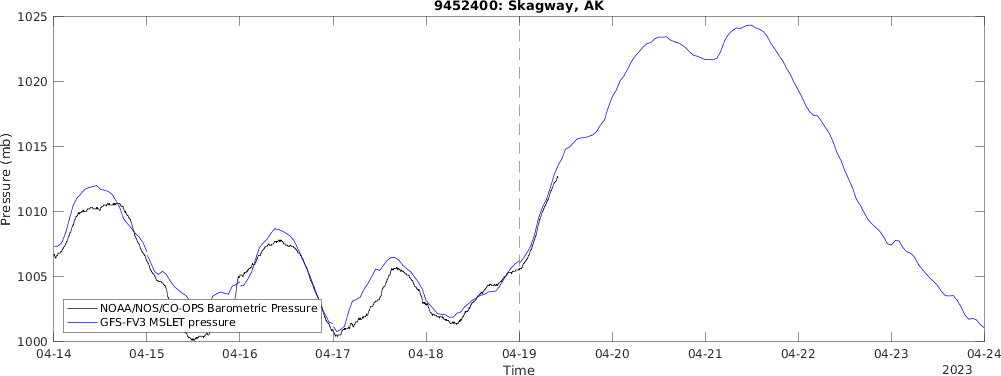 9452400: Skagway, AK
Pressure (mb)
1025
1020
1015
1010
1005
1000
NOAA/NOS/CO-OPS Barometric Pressure
GFS-FV3 MSLET pressure
04-14 04-15 04-16 04-17 04-18 04-19 04-20 04-21 04-22 04-23 04-24
Time
2023